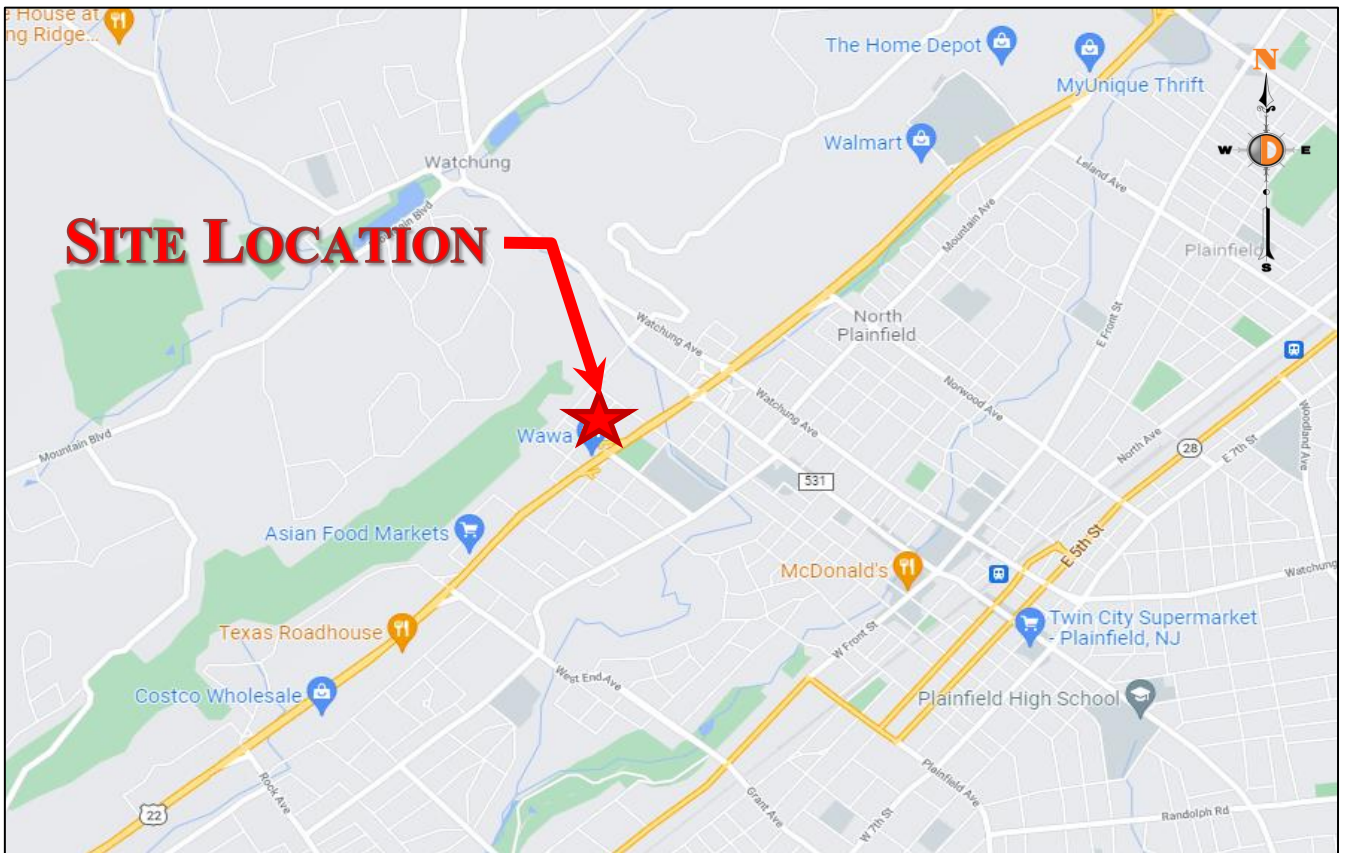 e House at
ng Ridge...
The Home Depot
MyUnique Thrift
N
W
D
E
S
Walmart
Watchung
Leland Ave
Mountain Blvd
Mountain Ave
SITE LOCATION
Plainfield
North
Plainfield
E Front St
Watchung Ave
Norwood Ave
Watchung Ave
Woodland Ave
Wawa
Mountain Blvd
North Ave
28
E 7th St
531
Asian Food Markets
E 5th St
McDonald's
Watchung
Twin City Supermarket
- Plainfield, NJ
Texas Roadhouse
W Front St
West End Ave
Costco Wholesale
Plainfield High School
Rock Ave
Grant Ave
Plainfield Ave
22
W 7th St
Randolph Rd